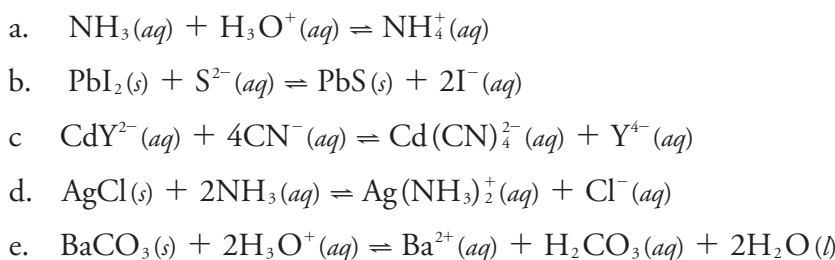 a. NH₃(aq) + H₃O⁺(aq) ⇌ NH₄⁺(aq)
b. PbI₂(s) + S²⁻(aq) ⇌ PbS(s) + 2I⁻(aq)
c CdY²⁻(aq) + 4CN⁻(aq) ⇌ Cd(CN)₄²⁻(aq) + Y⁴⁻(aq)
d. AgCl(s) + 2NH₃(aq) ⇌ Ag(NH₃)₂⁺(aq) + Cl⁻(aq)
e. BaCO₃(s) + 2H₃O⁺(aq) ⇌ Ba²⁺(aq) + H₂CO₃(aq) + 2H₂O(l)